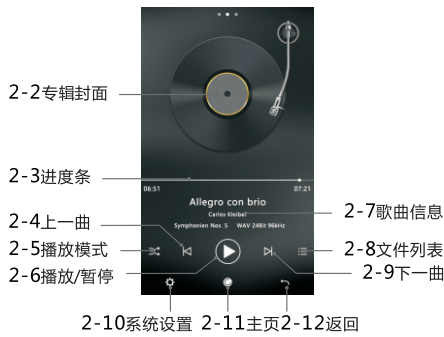 2-2专辑封面
2-3进度条
06:51
07:21
Allegro con brio
Carlos Kleiber
2-7歌曲信息
2-4上一曲
Symphonien Nos. 5 WAV 24Bit 96kHz
2-5播放模式
2-8文件列表
2-6播放/暂停
2-9下一曲
2-10系统设置
2-11主页
2-12返回